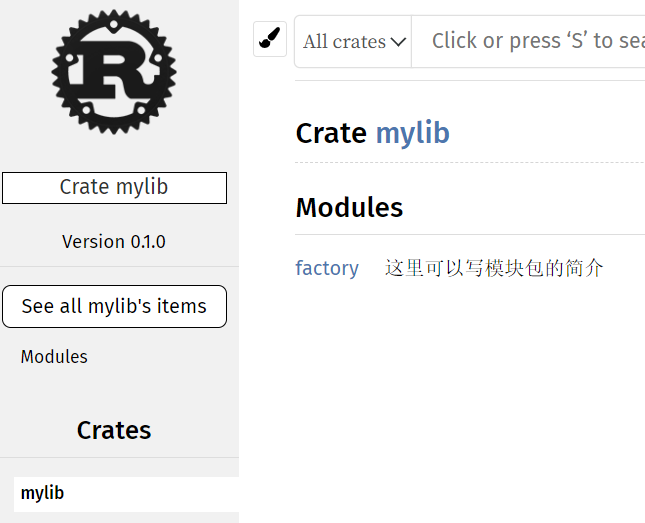 R
Crate mylib
Version 0.1.0
See all mylib's items
Modules
Crates
mylib
All crates
Click or press ‘S’ to sea
Crate mylib
Modules
factory 这里可以写模块包的简介